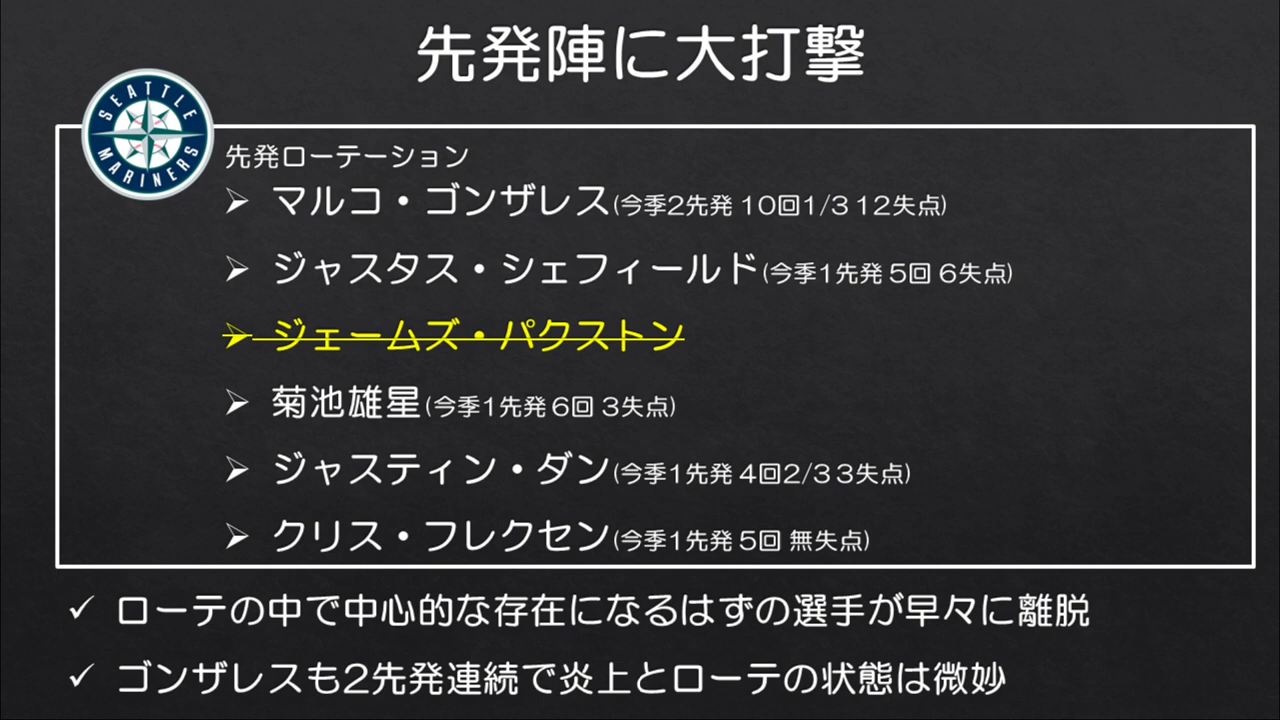 先発陣に大打撃
SEATTLE
MARINERS
先発ローテーション
➢ マルコ・ゴンザレス(今季2先発 10回1/3 12失点)
➢ ジャスタス・シェフィールド(今季1先発 5回 6失点)
➢ ジェームズ・パクストン
➢ 菊池雄星(今季1先発 6回 3失点)
➢ ジャスティン・ダン(今季1先発 4回2/3 3失点)
➢ クリス・フレクセン(今季1先発 5回 無失点)
✓ ローテの中で中心的な存在になるはずの選手が早々に離脱
✓ ゴンザレスも2先発連続で炎上とローテの状態は微妙